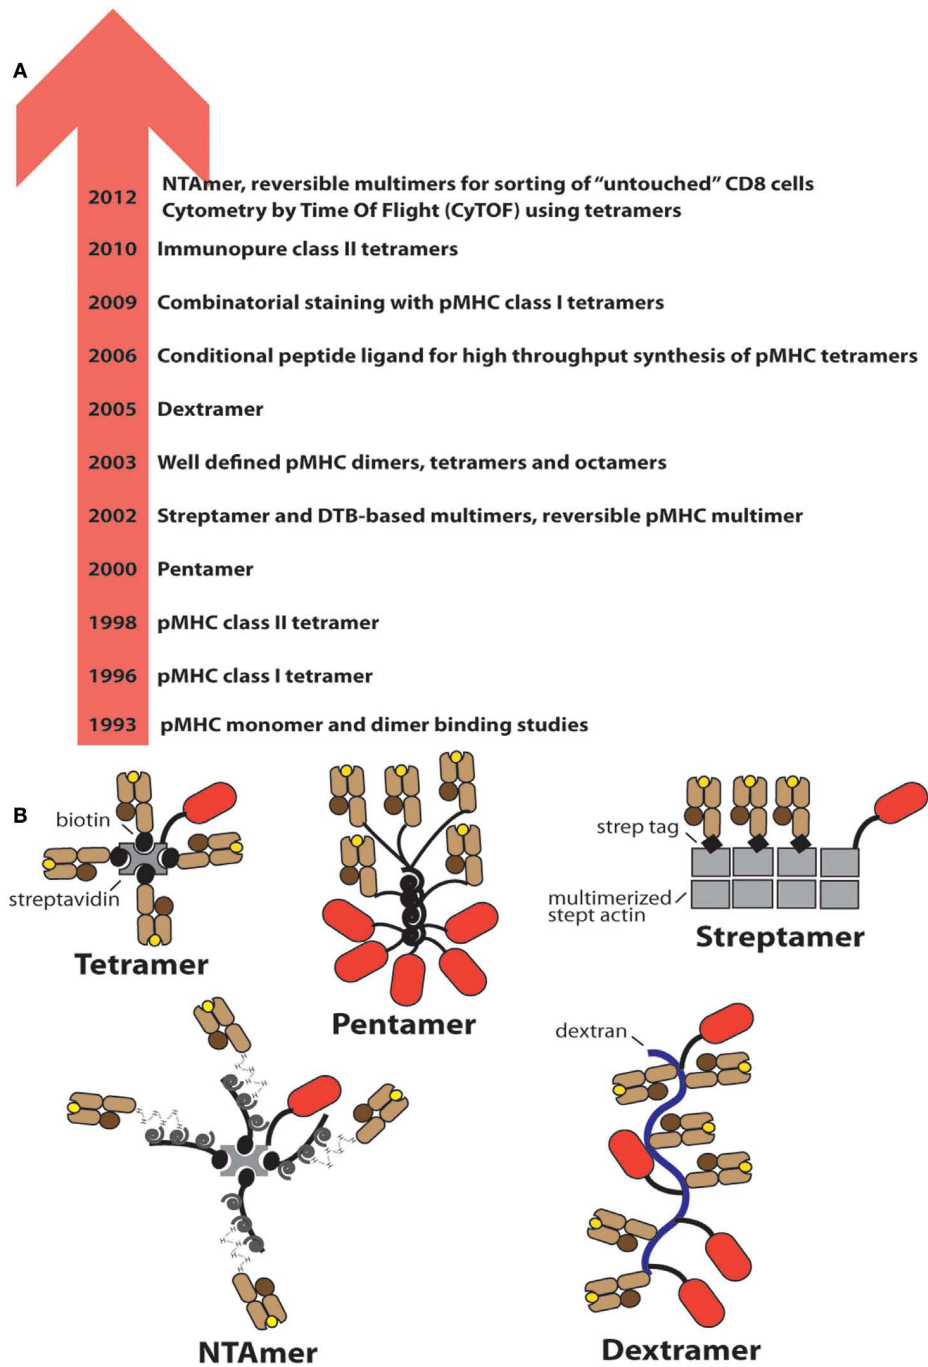 A
2012 NTAmer, reversible multimers for sorting of “untouched” CD8 cells
Cytometry by Time Of Flight (CyTOF) using tetramers
2010 Immunopure class II tetramers
2009 Combinatorial staining with pMHC class I tetramers
2006 Conditional peptide ligand for high throughput synthesis of pMHC tetramers
2005 Dextramer
2003 Well defined pMHC dimers, tetramers and octamers
2002 Streptamer and DTB-based multimers, reversible pMHC multimer
2000 Pentamer
1998 pMHC class II tetramer
1996 pMHC class I tetramer
1993 pMHC monomer and dimer binding studies
B
biotin
streptavidin
Tetramer
Pentamer
strep tag
multimerized
stept actin
Streptamer
NTAmer
dextran
Dextramer